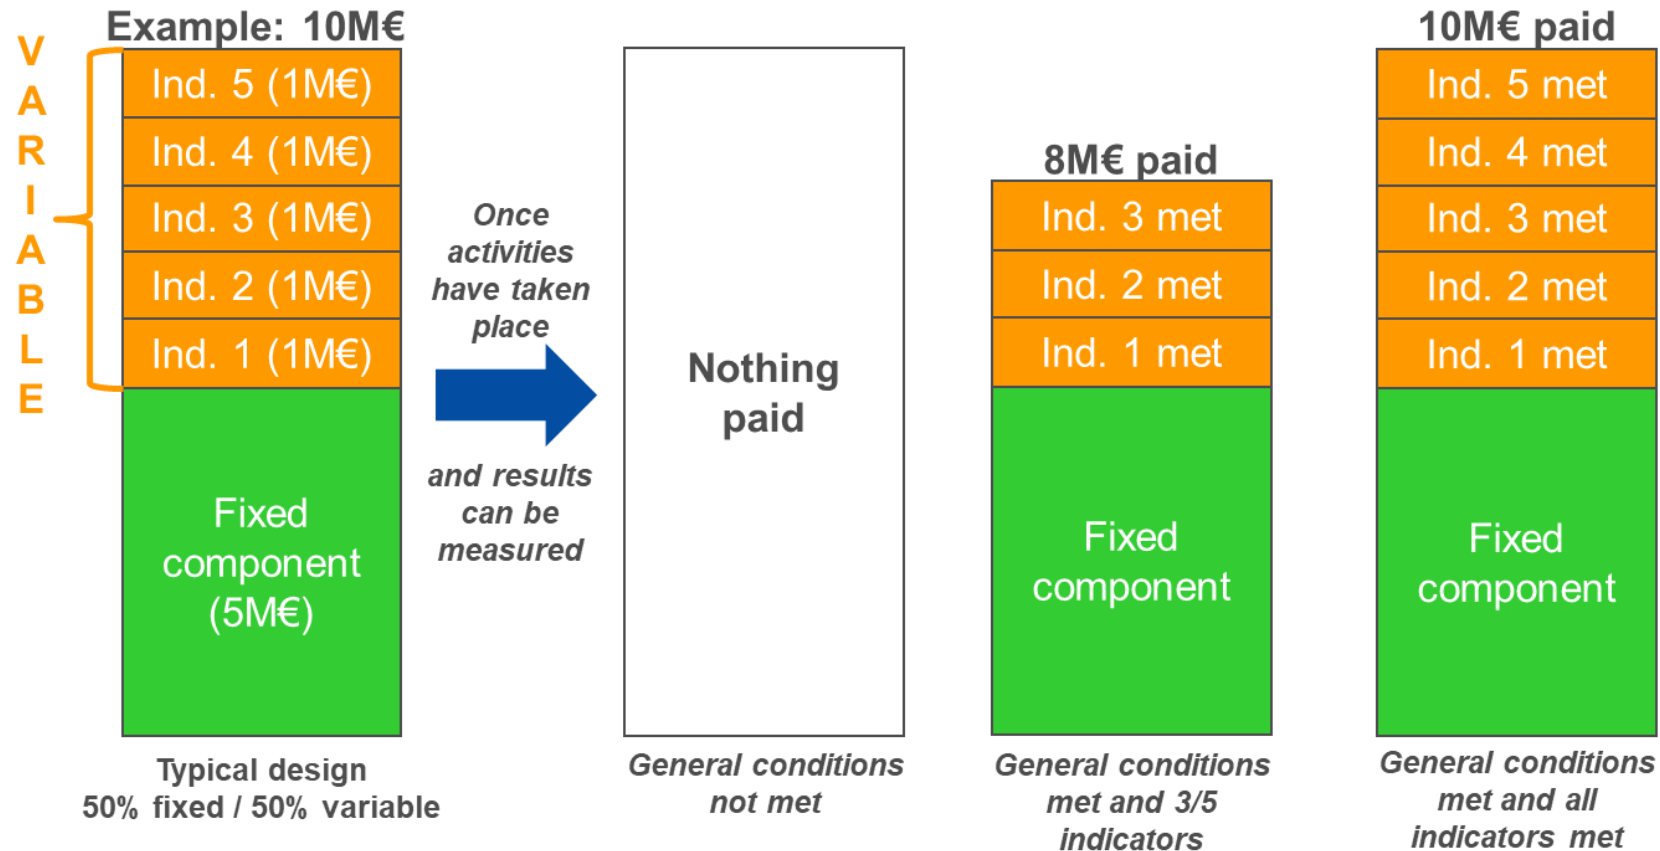 Example: 10M€
VARIABLE
Ind. 5 (1M€)
Ind. 4 (1M€)
Ind. 3 (1M€)
Ind. 2 (1M€)
Ind. 1 (1M€)
Fixed
component
(5M€)
Typical design
50% fixed / 50% variable
Once
activities
have taken
place
and results
can be
measured
Nothing
paid
General conditions
not met
8M€ paid
Ind. 3 met
Ind. 2 met
Ind. 1 met
Fixed
component
General conditions
met and 3/5
indicators
10M€ paid
Ind. 5 met
Ind. 4 met
Ind. 3 met
Ind. 2 met
Ind. 1 met
Fixed
component
General conditions
met and all
indicators met